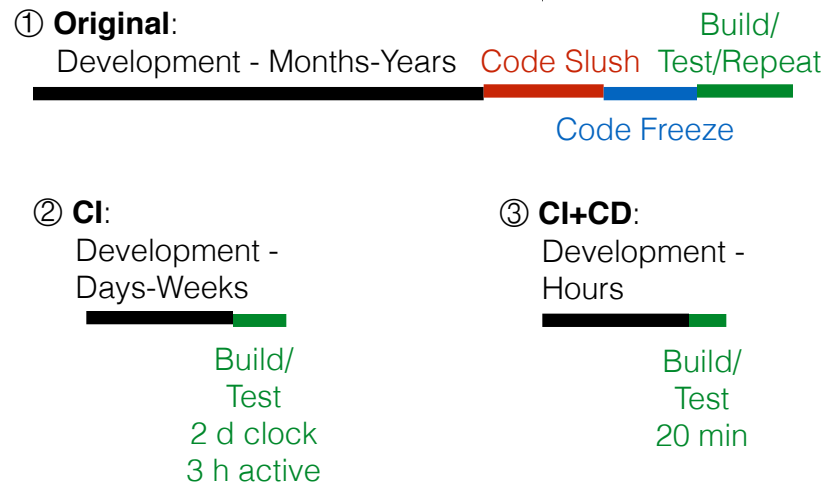 ① Original:
Development - Months-Years Code Slush Build/
Test/Repeat
Code Freeze
② CI:
Development -
Days-Weeks
Build/
Test
2 d clock
3 h active
③ CI+CD:
Development -
Hours
Build/
Test
20 min